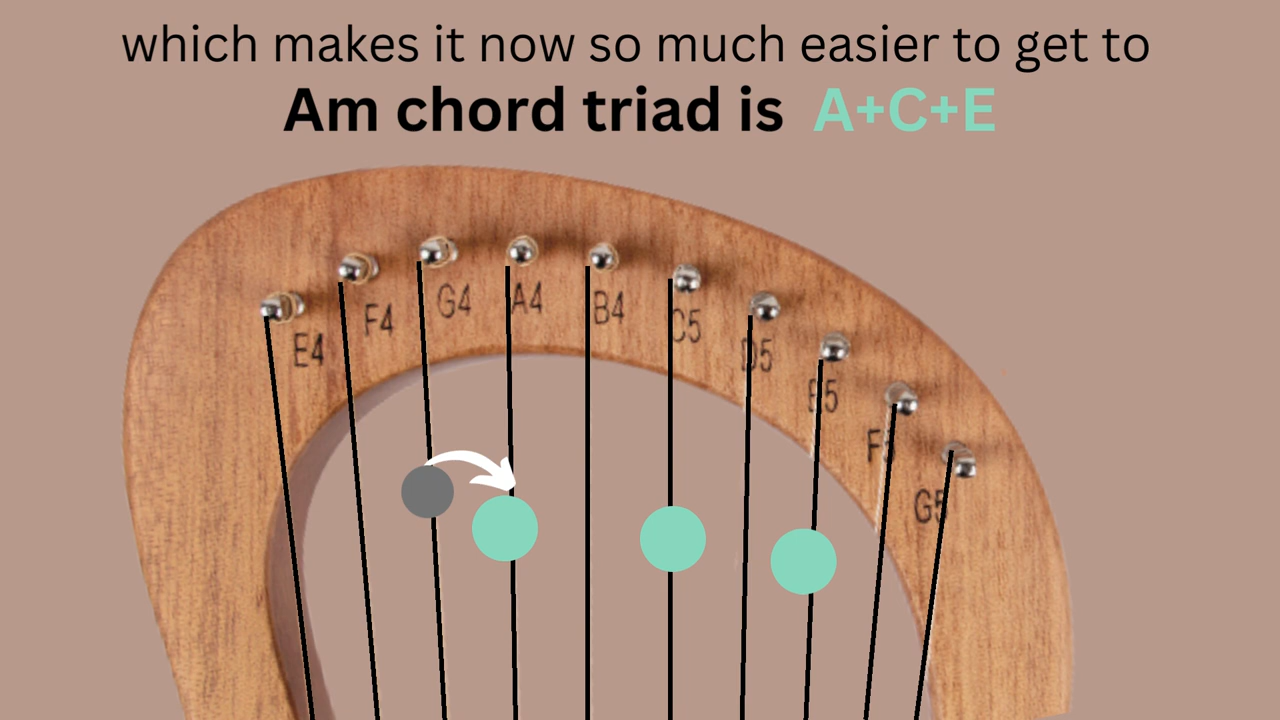 which makes it now so much easier to get to
Am chord triad is A+C+E
E4
F4
G4
A4
B4
C5
D5
E5
F5
G5